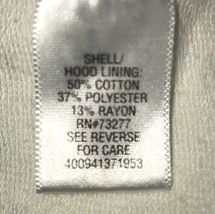 SHELL/
HOOD LINING:
50% COTTON
37% POLYESTER
13% RAYON
RN#73277
SEE REVERSE
FOR CARE
400941371953